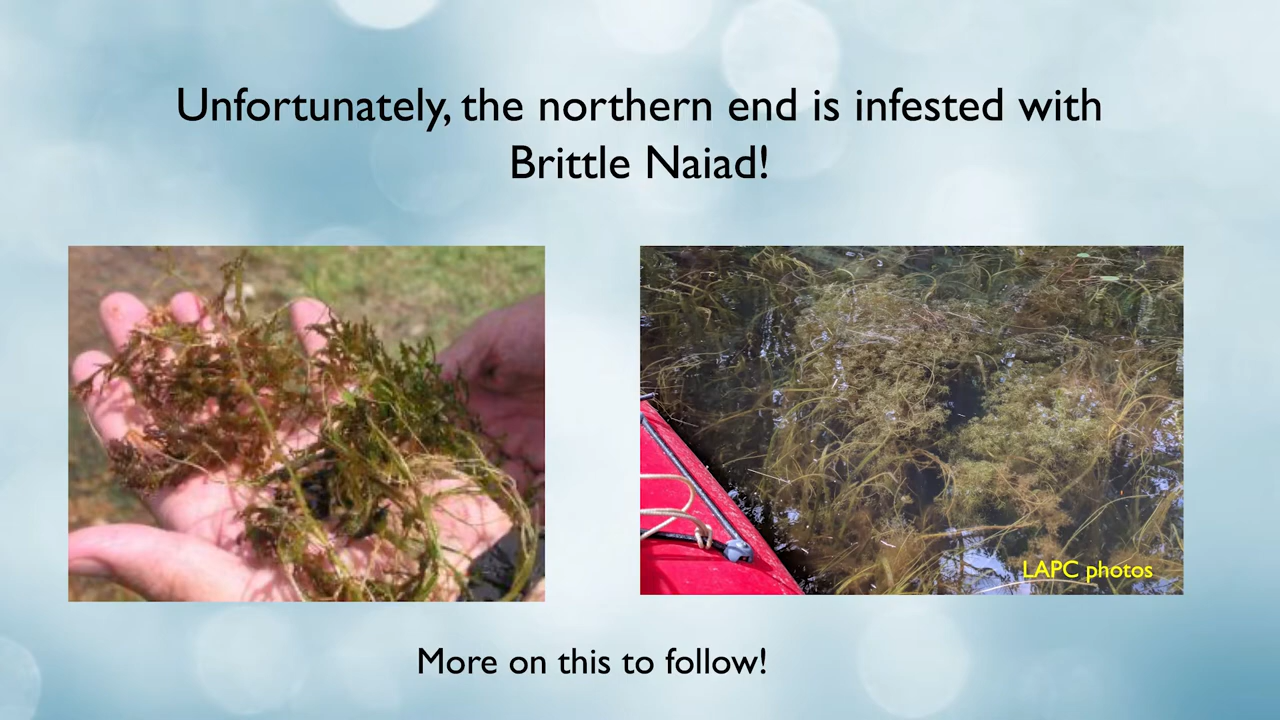 Unfortunately, the northern end is infested with
Brittle Naiad!
LAPC photos
More on this to follow!